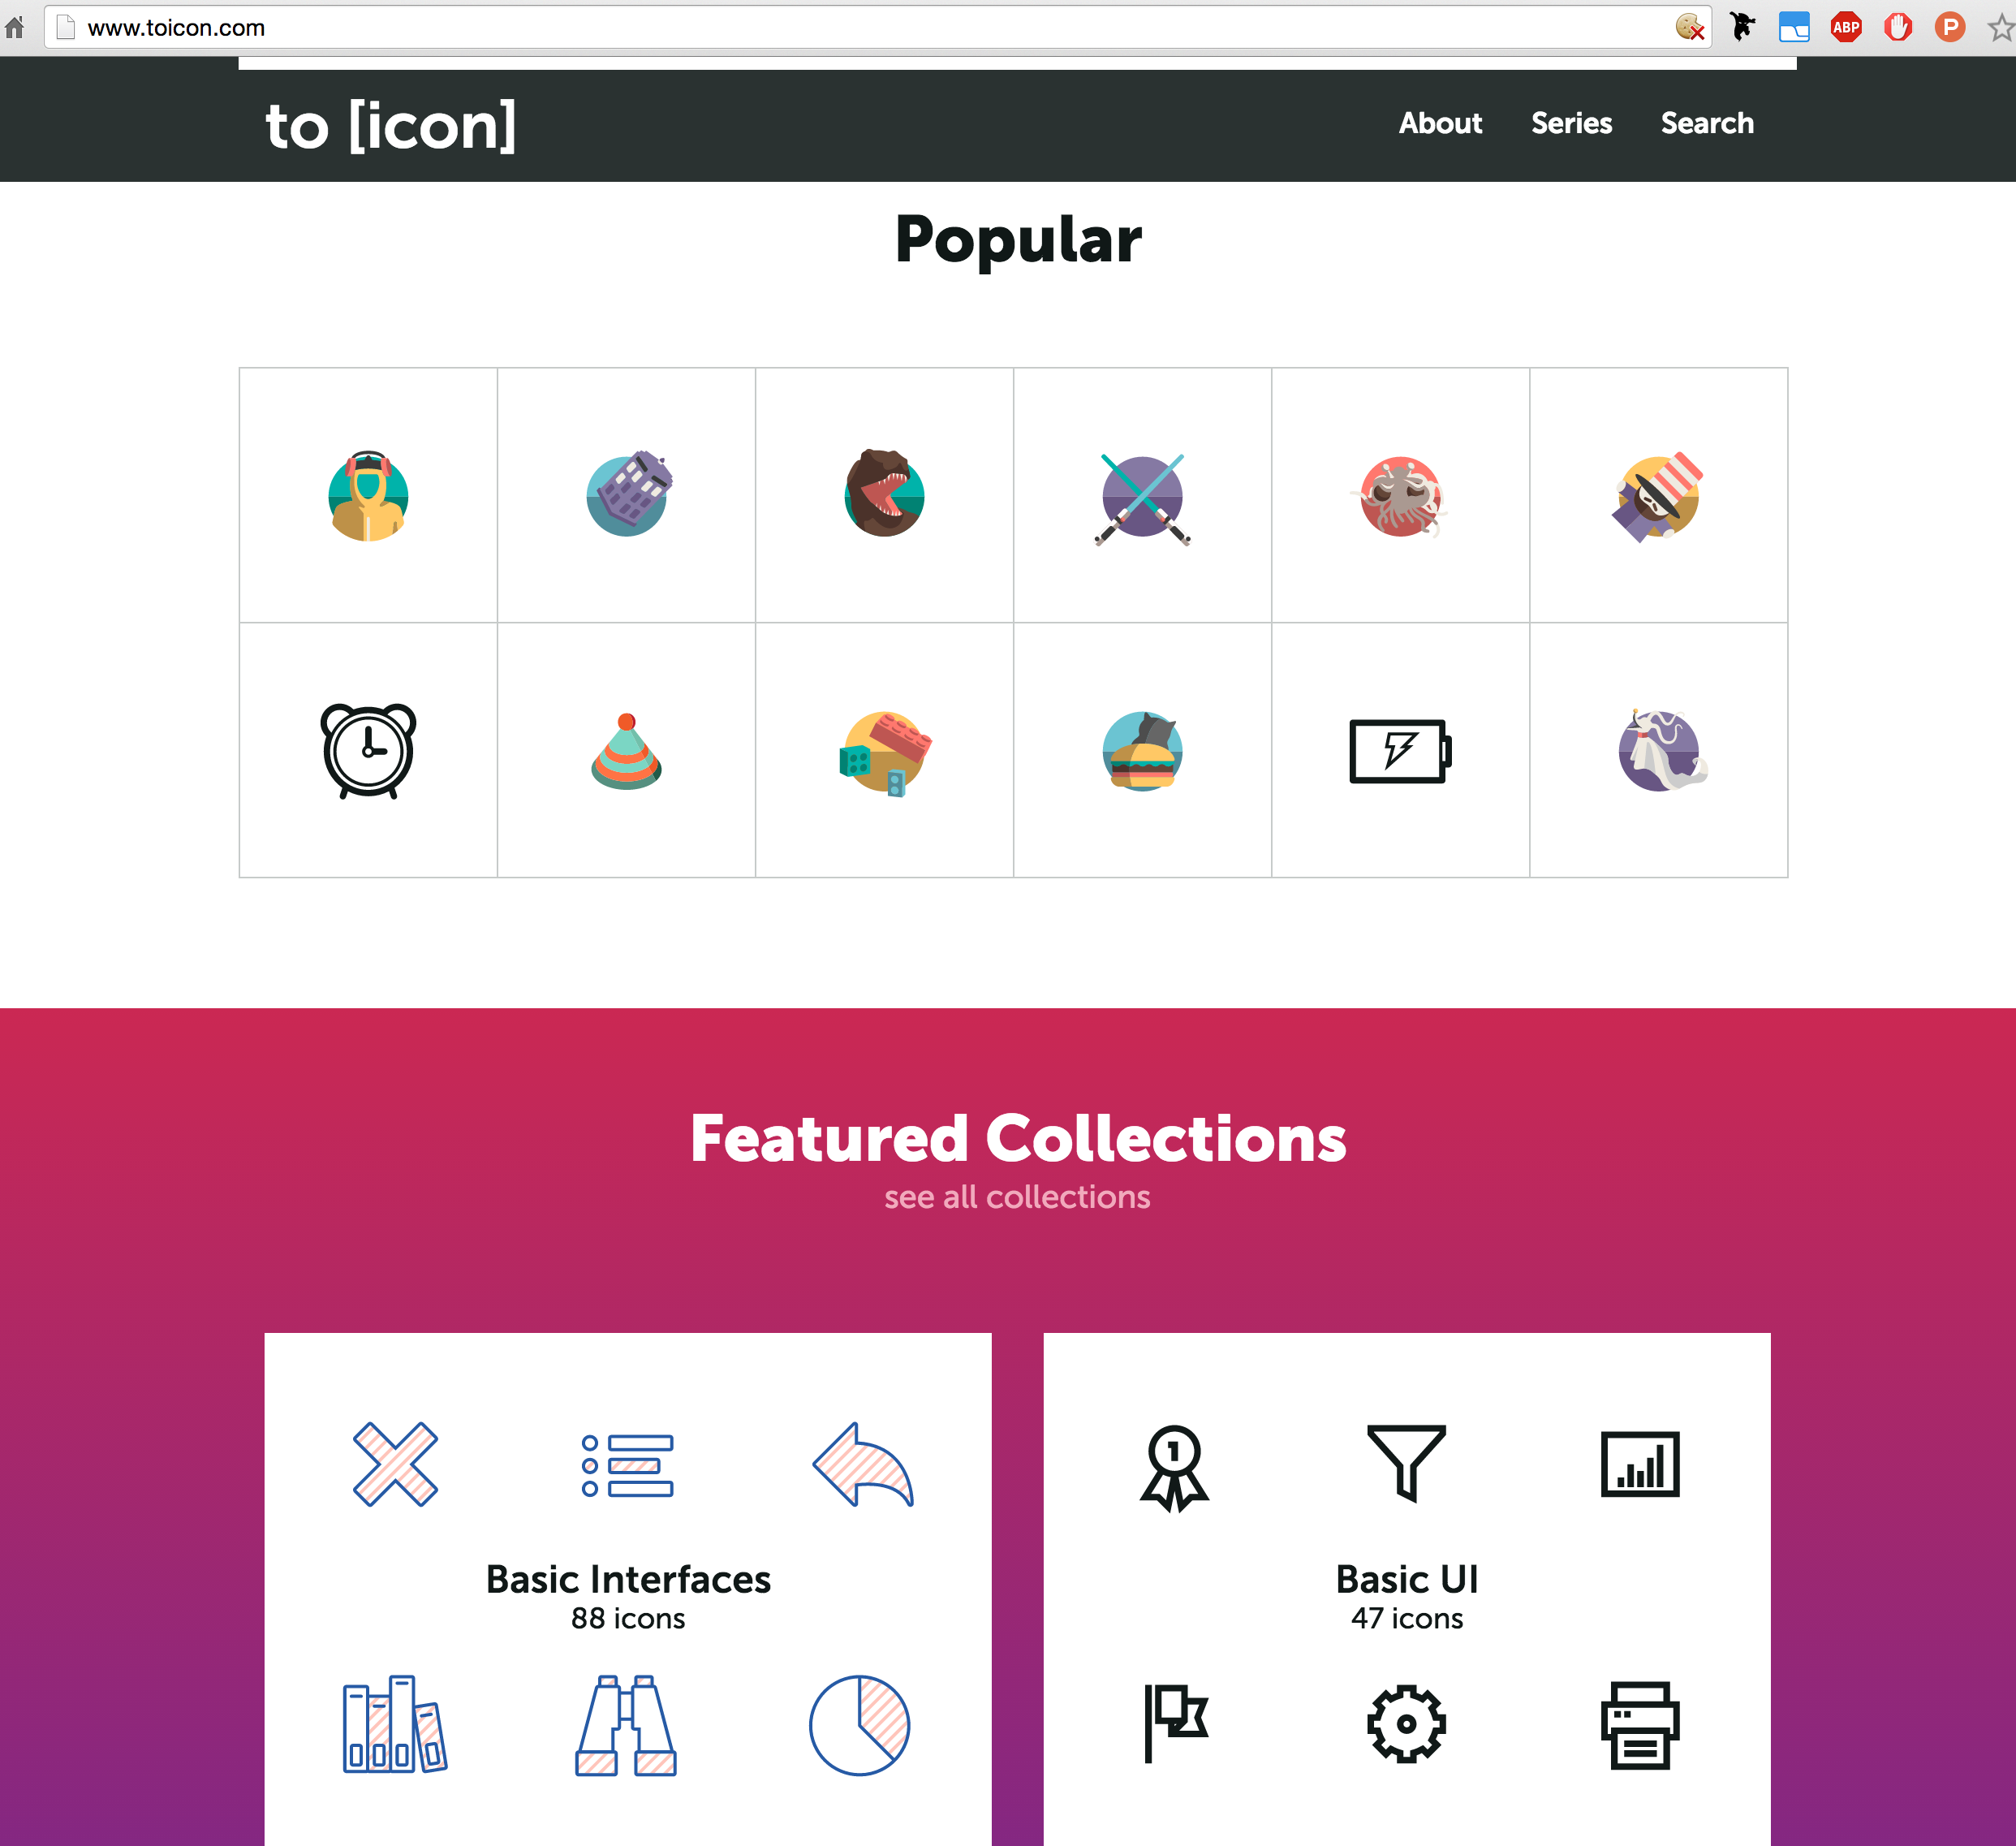 www.toicon.com
ABP
P
to [icon]
About Series Search
Popular
Featured Collections
see all collections
1
Basic Interfaces
88 icons
Basic UI
47 icons